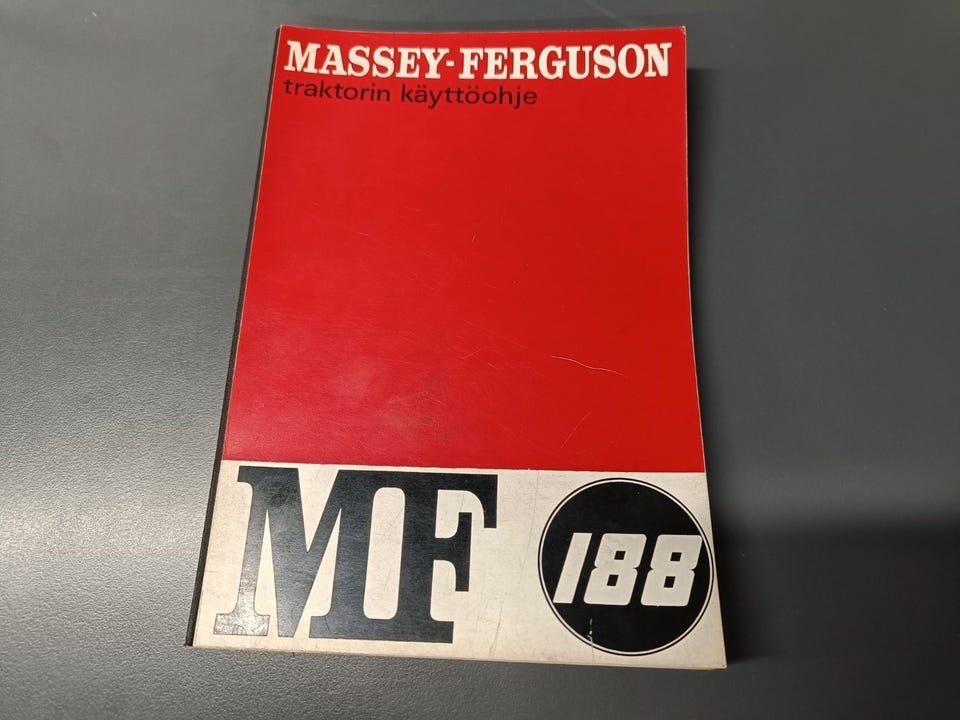 MASSEY-FERGUSON
traktorin käyttöohje
MF
188